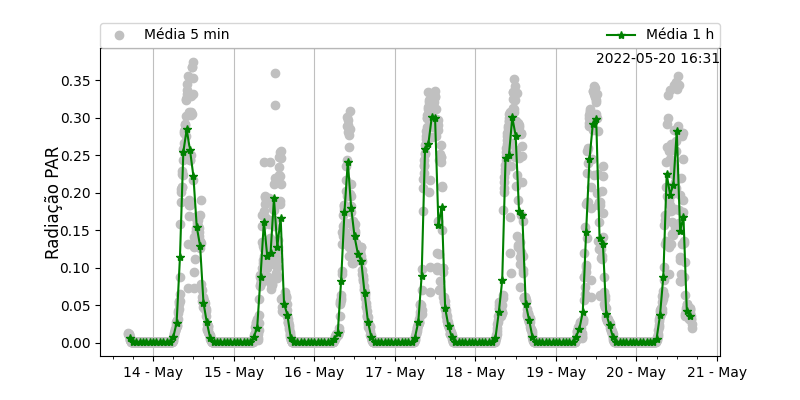 Média 5 min
Média 1 h
2022-05-20 16:31
Radiação PAR
0.35
0.30
0.25
0.20
0.15
0.10
0.05
0.00
14 - May
15 - May
16 - May
17 - May
18 - May
19 - May
20 - May
21 - May